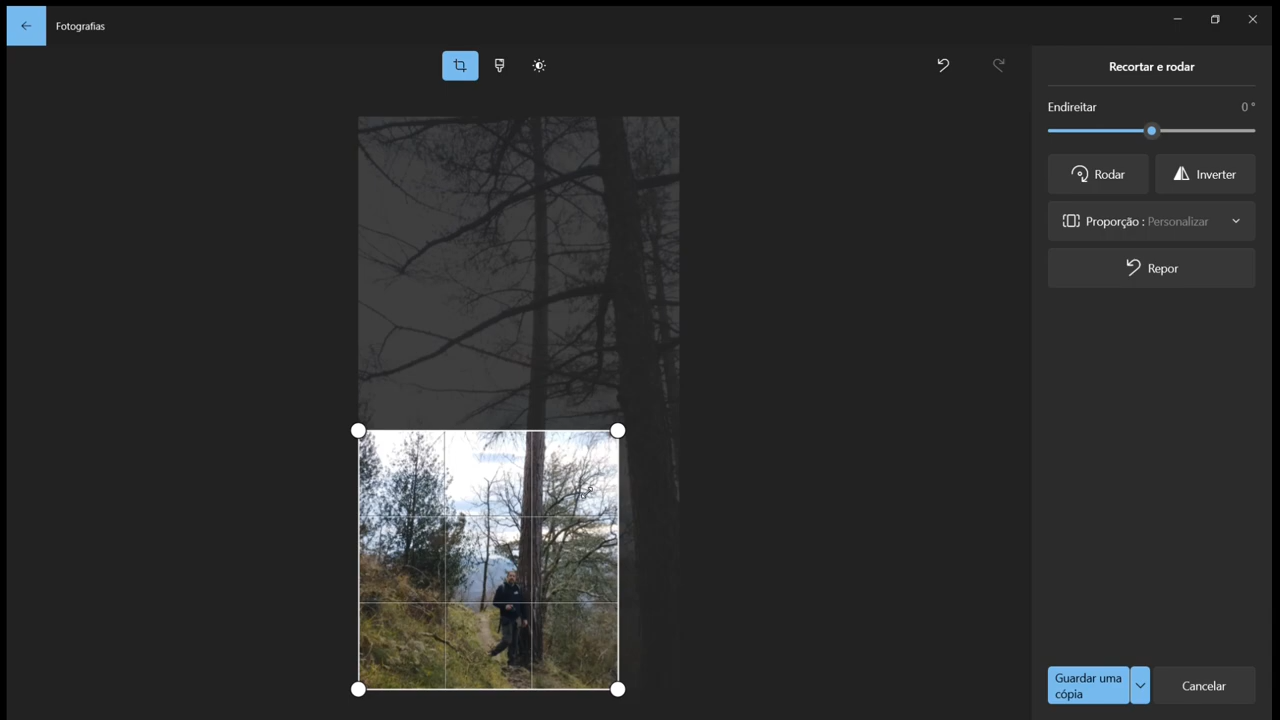 Fotografias
Recortar e rodar
Endireitar 0 °
Rodar Inverter
Proporção : Personalizar
Repor
Guardar uma
cópia
Cancelar